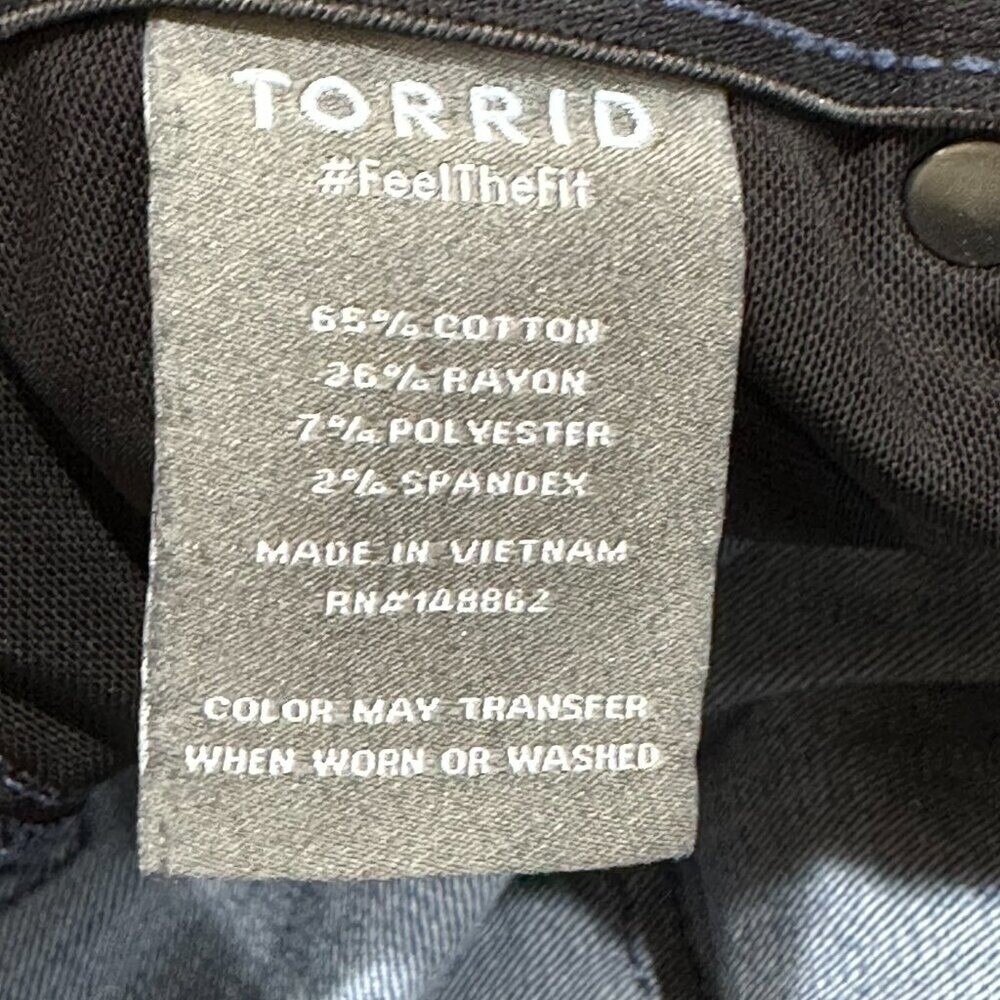 TORRID
#FeelTheFit
65% COTTON
26% RAYON
7% POLYESTER
2% SPANDEX
MADE IN VIETNAM
RN#148862
COLOR MAY TRANSFER
WHEN WORN OR WASHED